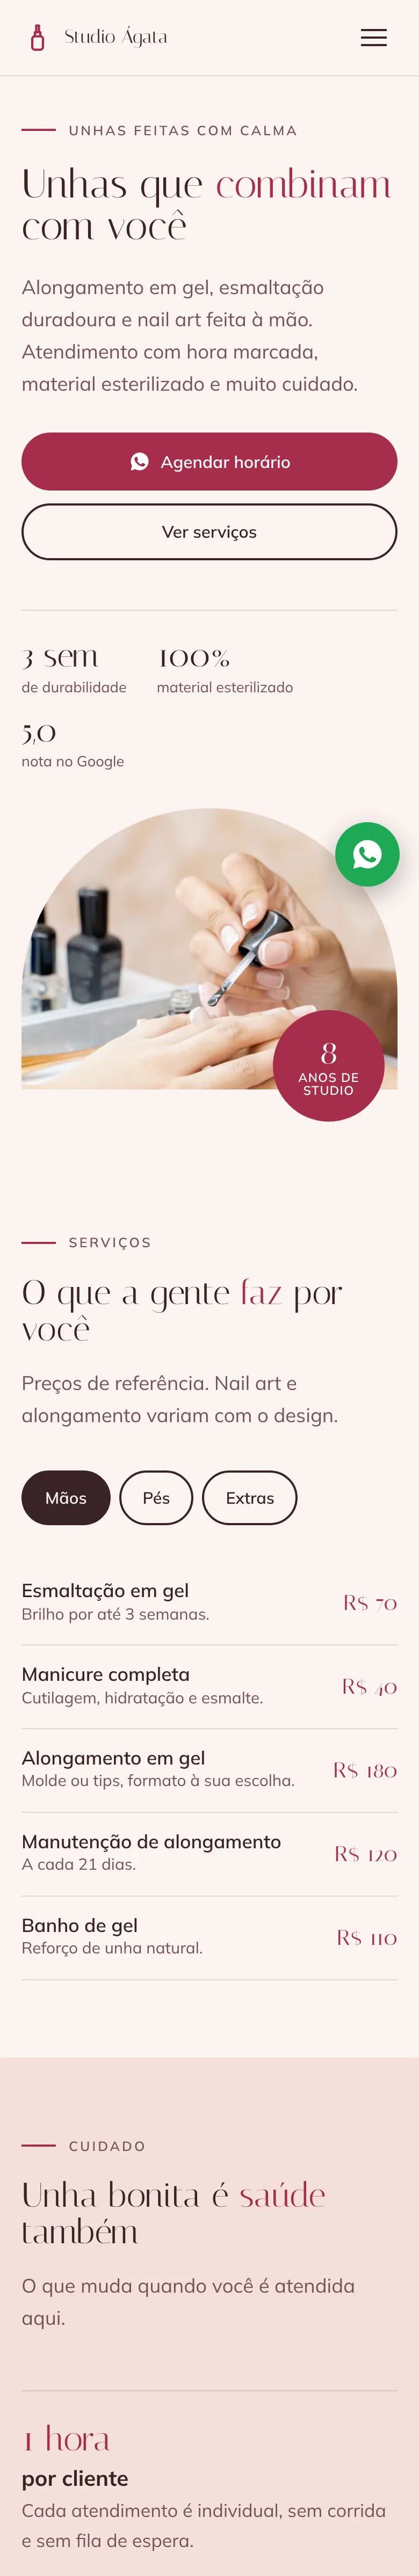 Studio Ágata
UNHAS FEITAS COM CALMA
Unhas que combinam
com você
Alongamento em gel, esmaltação
duradoura e nail art feita à mão.
Atendimento com hora marcada,
material esterilizado e muito cuidado.
Agendar horário
Ver serviços
3 sem
de durabilidade
100%
material esterilizado
5,0
nota no Google
8
ANOS DE
STUDIO
SERVIÇOS
O que a gente faz por
você
Preços de referência. Nail art e
alongamento variam com o design.
Mãos
Pés
Extras
Esmaltação em gel
Brilho por até 3 semanas.
R$ 70
Manicure completa
Cutilagem, hidratação e esmalte.
R$ 40
Alongamento em gel
Molde ou tips, formato à sua escolha.
R$ 180
Manutenção de alongamento
A cada 21 dias.
R$ 120
Banho de gel
Reforço de unha natural.
R$ 110
CUIDADO
Unha bonita é saúde
também
O que muda quando você é atendida
aqui.
1 hora
por cliente
Cada atendimento é individual, sem corrida
e sem fila de espera.